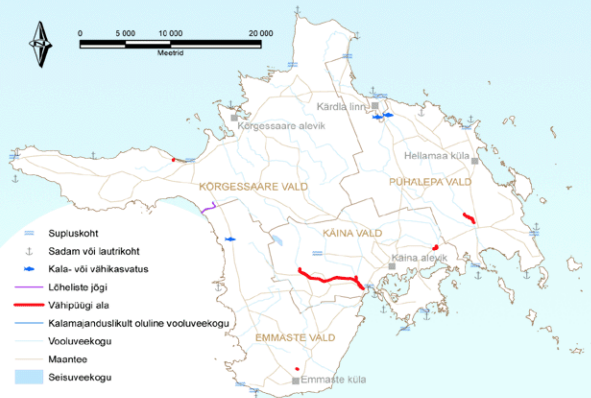 0 5 000 10 000 20 000
Meetrid
Kärdla linn
Kõrgessaare alevik
Hellamaa küla
KÕRGESSAARE VALD
PÜHALEPA VALD
KÄINA VALD
Käina alevik
EMMASTE VALD
Emmaste küla
Supluskoht
Sadam või lautrikoht
Kala- või vähikasvatus
Lõheliste jõgi
Vähipüügi ala
Kalamajanduslikult oluline vooluveekogu
Vooluveekogu
Maantee
Seisuveekogu